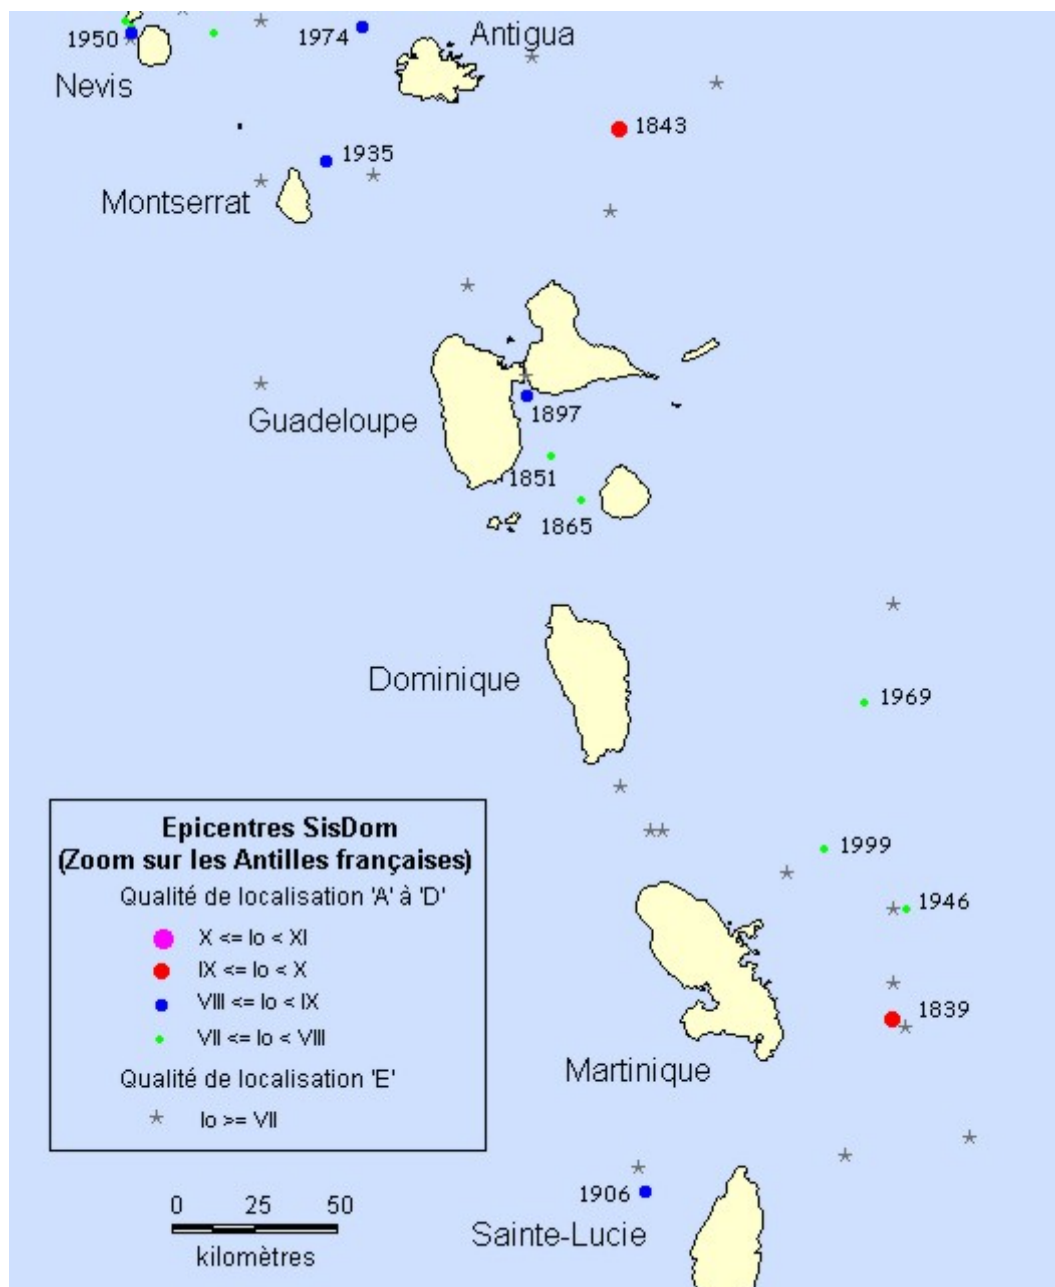 1950
1974
Antigua
Nevis
1843
1935
Montserrat
Guadeloupe
1897
1851
1865
Dominique
1969
Epicentres SisDom
(Zoom sur les Antilles françaises)
Qualité de localisation 'A' à 'D'
X <= Io < XI
IX <= Io < X
VIII <= Io < IX
VII <= Io < VIII
Qualité de localisation 'E'
Io >= VII
1999
1946
1839
Martinique
1906
Sainte-Lucie
0 25 50
kilomètres